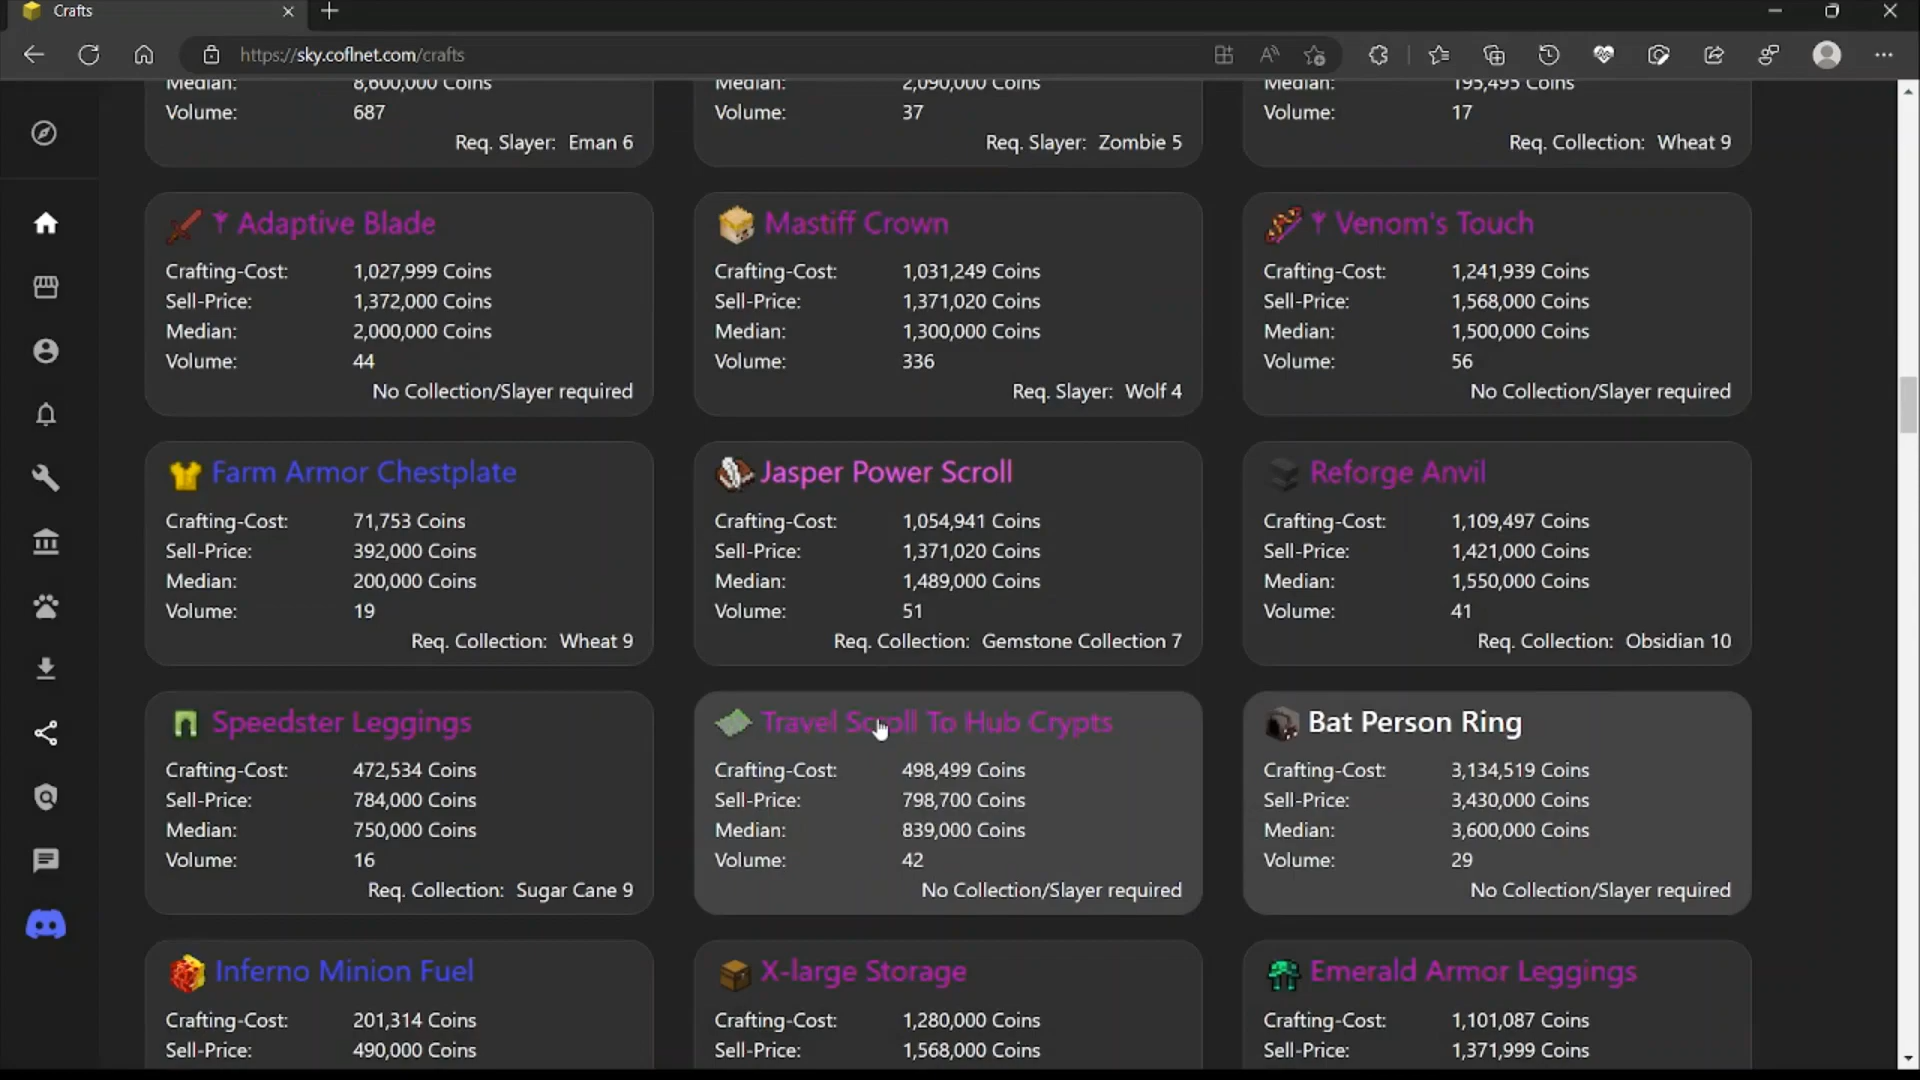 Crafts
https://sky.coflnet.com/crafts
Median: 8,600,000 Coins
Volume: 687
Req. Slayer: Eman 6
Median: 2,090,000 Coins
Volume: 37
Req. Slayer: Zombie 5
Median: 195,495 Coins
Volume: 17
Req. Collection: Wheat 9
Adaptive Blade
Crafting-Cost: 1,027,999 Coins
Sell-Price: 1,372,000 Coins
Median: 2,000,000 Coins
Volume: 44
No Collection/Slayer required
Mastiff Crown
Crafting-Cost: 1,031,249 Coins
Sell-Price: 1,371,020 Coins
Median: 1,300,000 Coins
Volume: 336
Req. Slayer: Wolf 4
Venom's Touch
Crafting-Cost: 1,241,939 Coins
Sell-Price: 1,568,000 Coins
Median: 1,500,000 Coins
Volume: 56
No Collection/Slayer required
Farm Armor Chestplate
Crafting-Cost: 71,753 Coins
Sell-Price: 392,000 Coins
Median: 200,000 Coins
Volume: 19
Req. Collection: Wheat 9
Jasper Power Scroll
Crafting-Cost: 1,054,941 Coins
Sell-Price: 1,371,020 Coins
Median: 1,489,000 Coins
Volume: 51
Req. Collection: Gemstone Collection 7
Reforge Anvil
Crafting-Cost: 1,109,497 Coins
Sell-Price: 1,421,000 Coins
Median: 1,550,000 Coins
Volume: 41
Req. Collection: Obsidian 10
Speedster Leggings
Crafting-Cost: 472,534 Coins
Sell-Price: 784,000 Coins
Median: 750,000 Coins
Volume: 16
Req. Collection: Sugar Cane 9
Travel Scroll To Hub Crypts
Crafting-Cost: 498,499 Coins
Sell-Price: 798,700 Coins
Median: 839,000 Coins
Volume: 42
No Collection/Slayer required
Bat Person Ring
Crafting-Cost: 3,134,519 Coins
Sell-Price: 3,430,000 Coins
Median: 3,600,000 Coins
Volume: 29
No Collection/Slayer required
Inferno Minion Fuel
Crafting-Cost: 201,314 Coins
Sell-Price: 490,000 Coins
X-large Storage
Crafting-Cost: 1,280,000 Coins
Sell-Price: 1,568,000 Coins
Emerald Armor Leggings
Crafting-Cost: 1,101,087 Coins
Sell-Price: 1,371,999 Coins